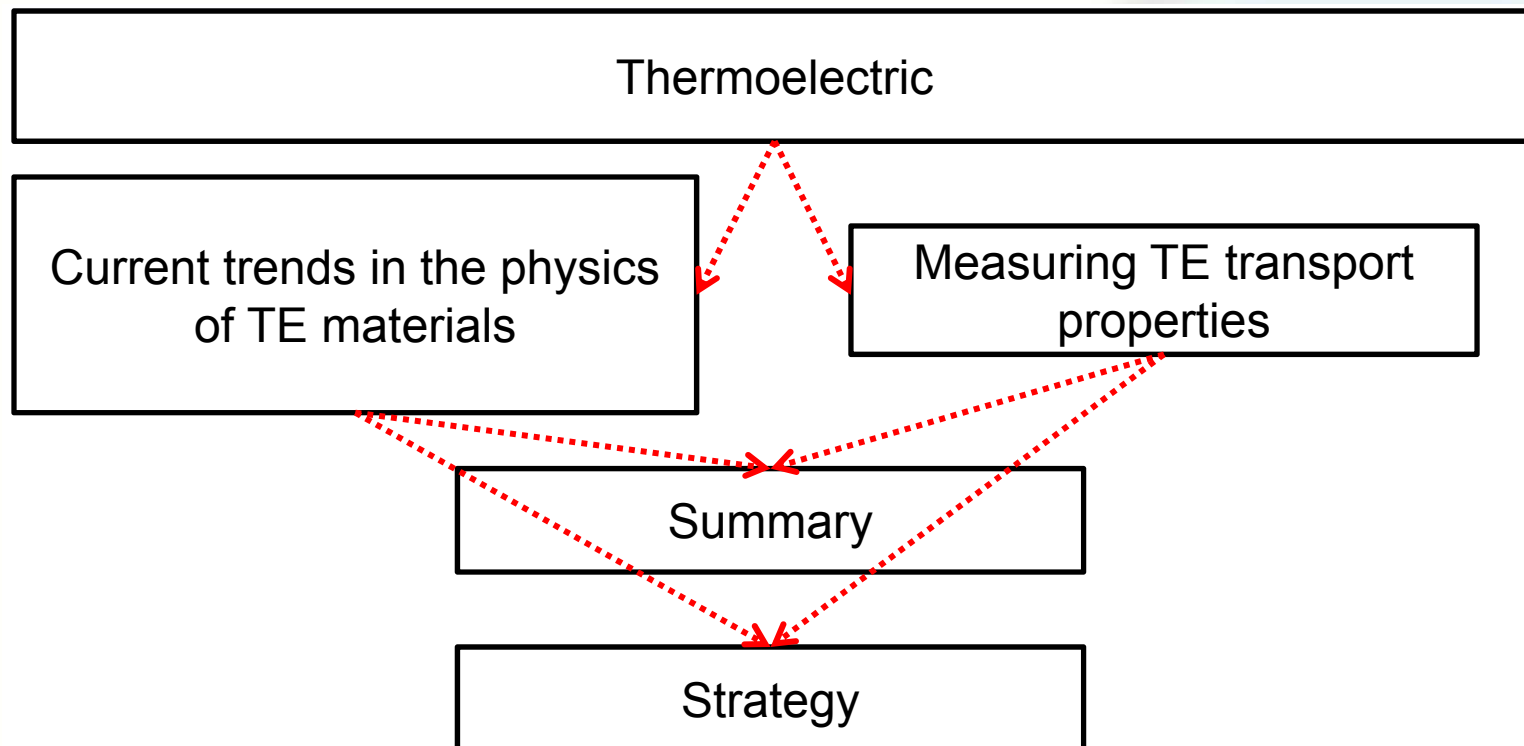 Thermoelectric
Current trends in the physics
of TE materials
Measuring TE transport
properties
Summary
Strategy